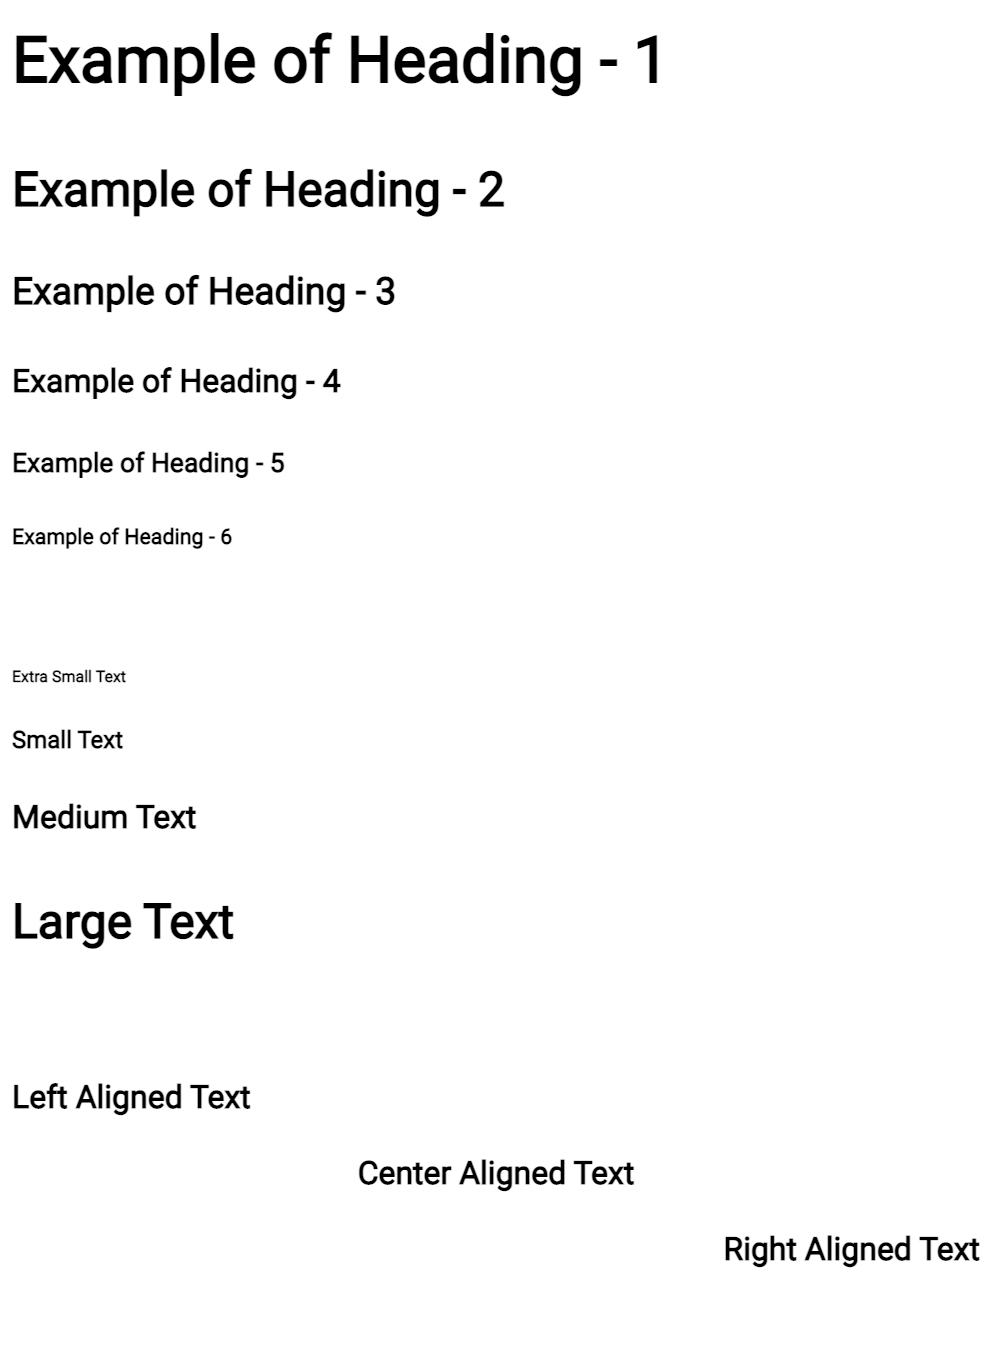 Example of Heading - 1
Example of Heading - 2
Example of Heading - 3
Example of Heading - 4
Example of Heading - 5
Example of Heading - 6
Extra Small Text
Small Text
Medium Text
Large Text
Left Aligned Text
Center Aligned Text
Right Aligned Text